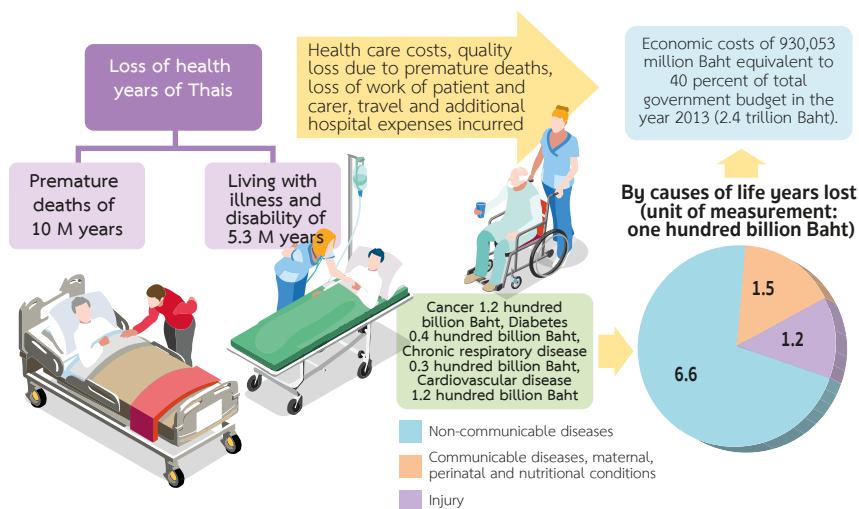 Loss of health
years of Thais
Premature
deaths of
10 M years
Living with
illness and
disability of
5.3 M years
Health care costs, quality
loss due to premature deaths,
loss of work of patient and
carer, travel and additional
hospital expenses incurred
Economic costs of 930,053
million Baht equivalent to
40 percent of total
government budget in the
year 2013 (2.4 trillion Baht).
By causes of life years lost
(unit of measurement:
one hundred billion Baht)
1.5
1.2
6.6
Cancer 1.2 hundred
billion Baht, Diabetes
0.4 hundred billion Baht,
Chronic respiratory disease
0.3 hundred billion Baht,
Cardiovascular disease
1.2 hundred billion Baht
Non-communicable diseases
Communicable diseases, maternal,
perinatal and nutritional conditions
Injury